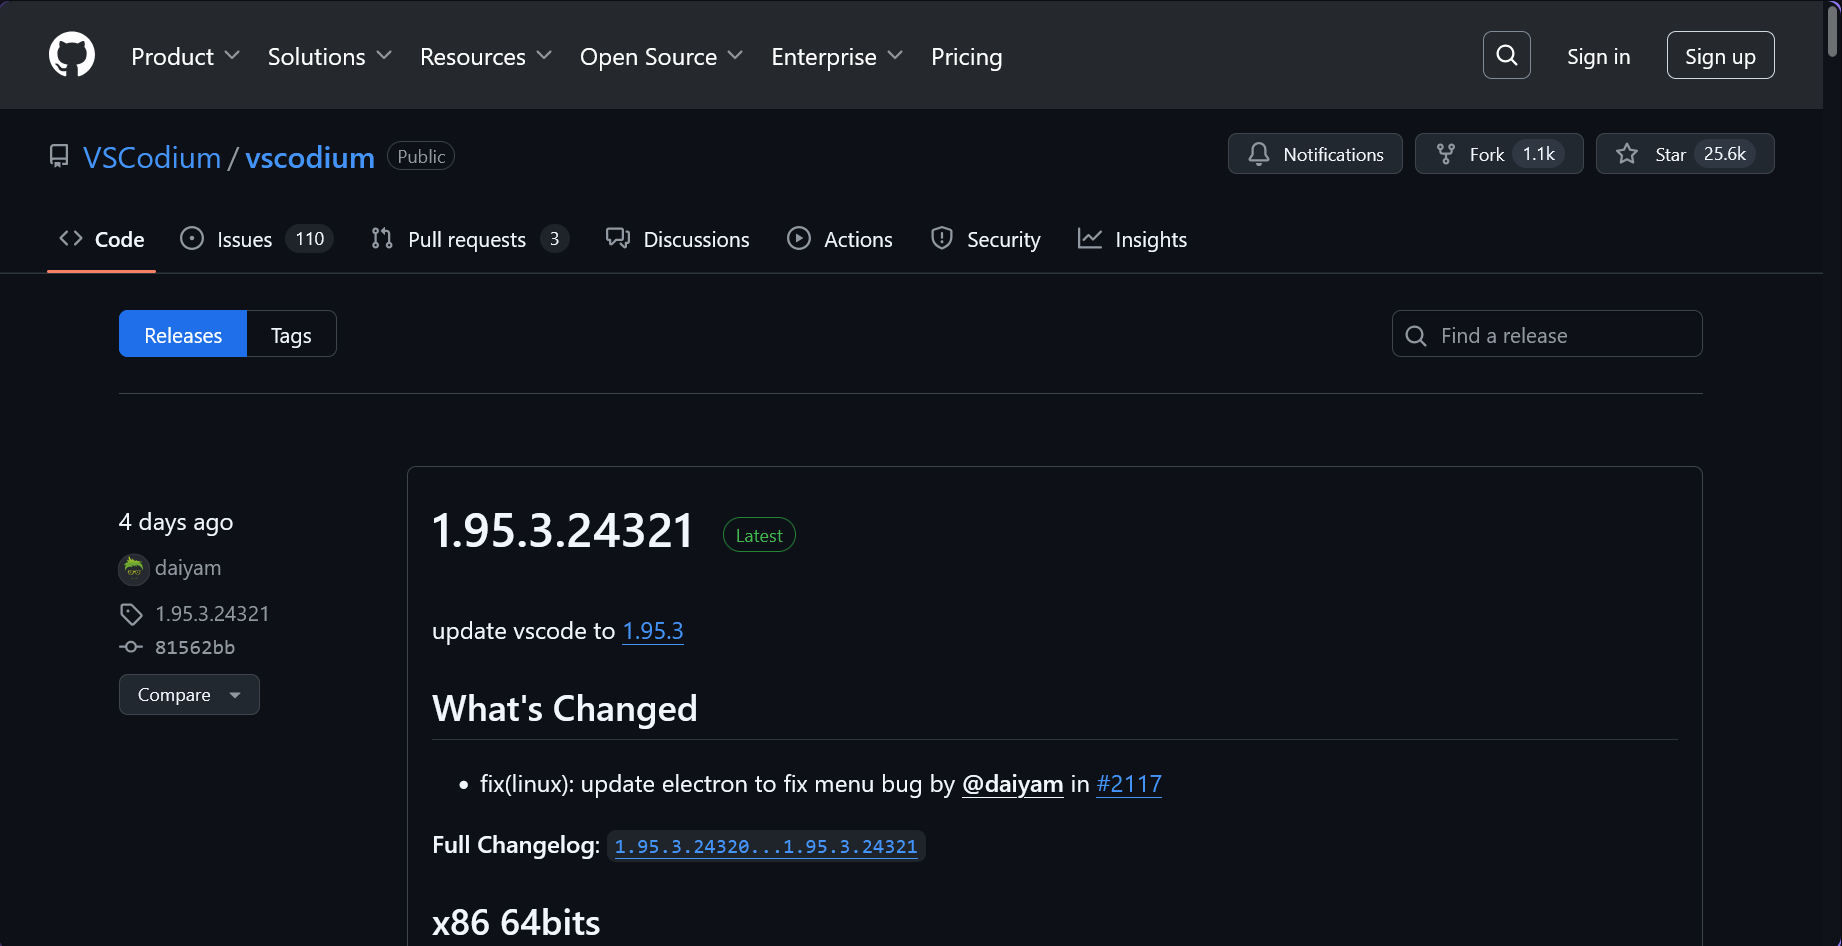 Product Solutions Resources Open Source Enterprise Pricing Sign in Sign up
VSCodium / vscodium Public Notifications Fork 1.1k Star 25.6k
Code Issues 110 Pull requests 3 Discussions Actions Security Insights
Releases Tags Find a release
4 days ago
daiyam
1.95.3.24321
81562bb
Compare
1.95.3.24321 Latest
update vscode to 1.95.3
What's Changed
• fix(linux): update electron to fix menu bug by @daiyam in #2117
Full Changelog: 1.95.3.24320...1.95.3.24321
x86 64bits